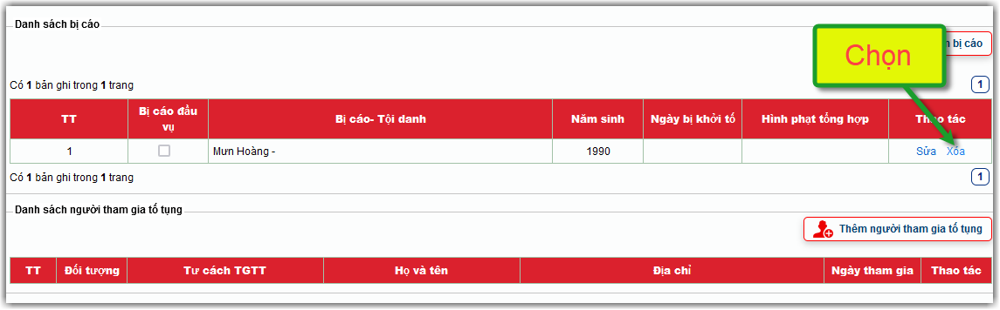 Danh sách bị cáo
Chọn
bị cáo
Có 1 bản ghi trong 1 trang
1
TT
Bị cáo đầu
vụ
Bị cáo- Tội danh
Năm sinh
Ngày bị khởi tố
Hình phạt tổng hợp
Thao tác
1
Mưn Hoàng -
1990
Sửa Xóa
Có 1 bản ghi trong 1 trang
1
Danh sách người tham gia tố tụng
Thêm người tham gia tố tụng
TT
Đối tượng
Tư cách TGTT
Họ và tên
Địa chỉ
Ngày tham gia
Thao tác